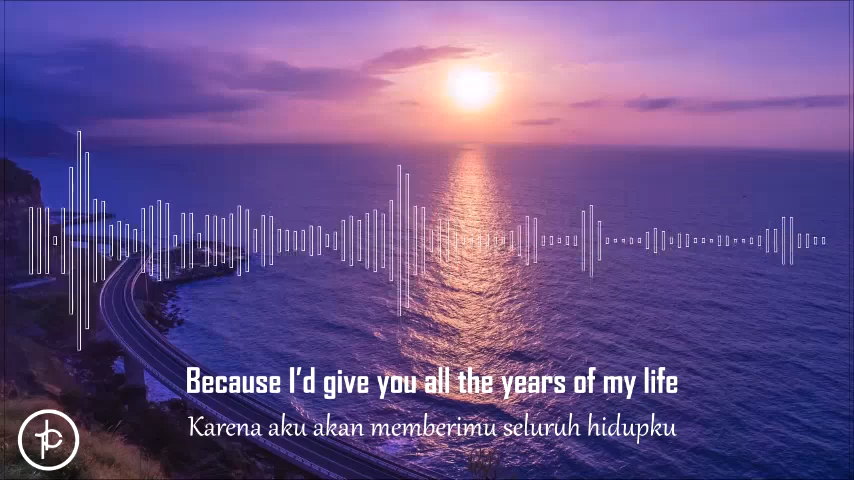 Because I'd give you all the years of my life
Karena aku akan memberimu seluruh hidupku